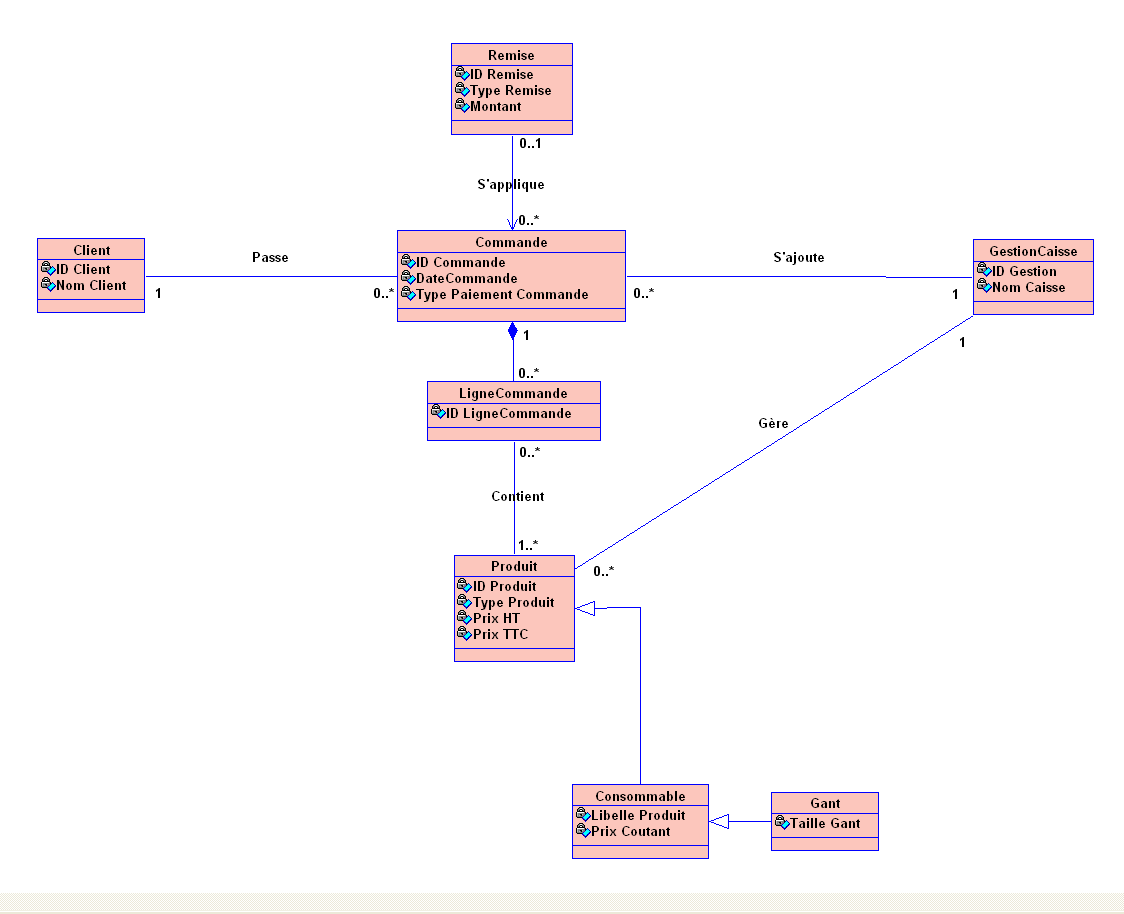 Remise
ID Remise
Type Remise
Montant
0..1
S'applique
0..*
Client
ID Client
Nom Client
1
Passe
0..*
Commande
ID Commande
DateCommande
Type Paiement Commande
0..*
S'ajoute
1
GestionCaisse
ID Gestion
Nom Caisse
1
1
0..*
LigneCommande
ID LigneCommande
0..*
Contient
1..*
Gère
0..*
Produit
ID Produit
Type Produit
Prix HT
Prix TTC
Consommable
Libelle Produit
Prix Coutant
Gant
Taille Gant